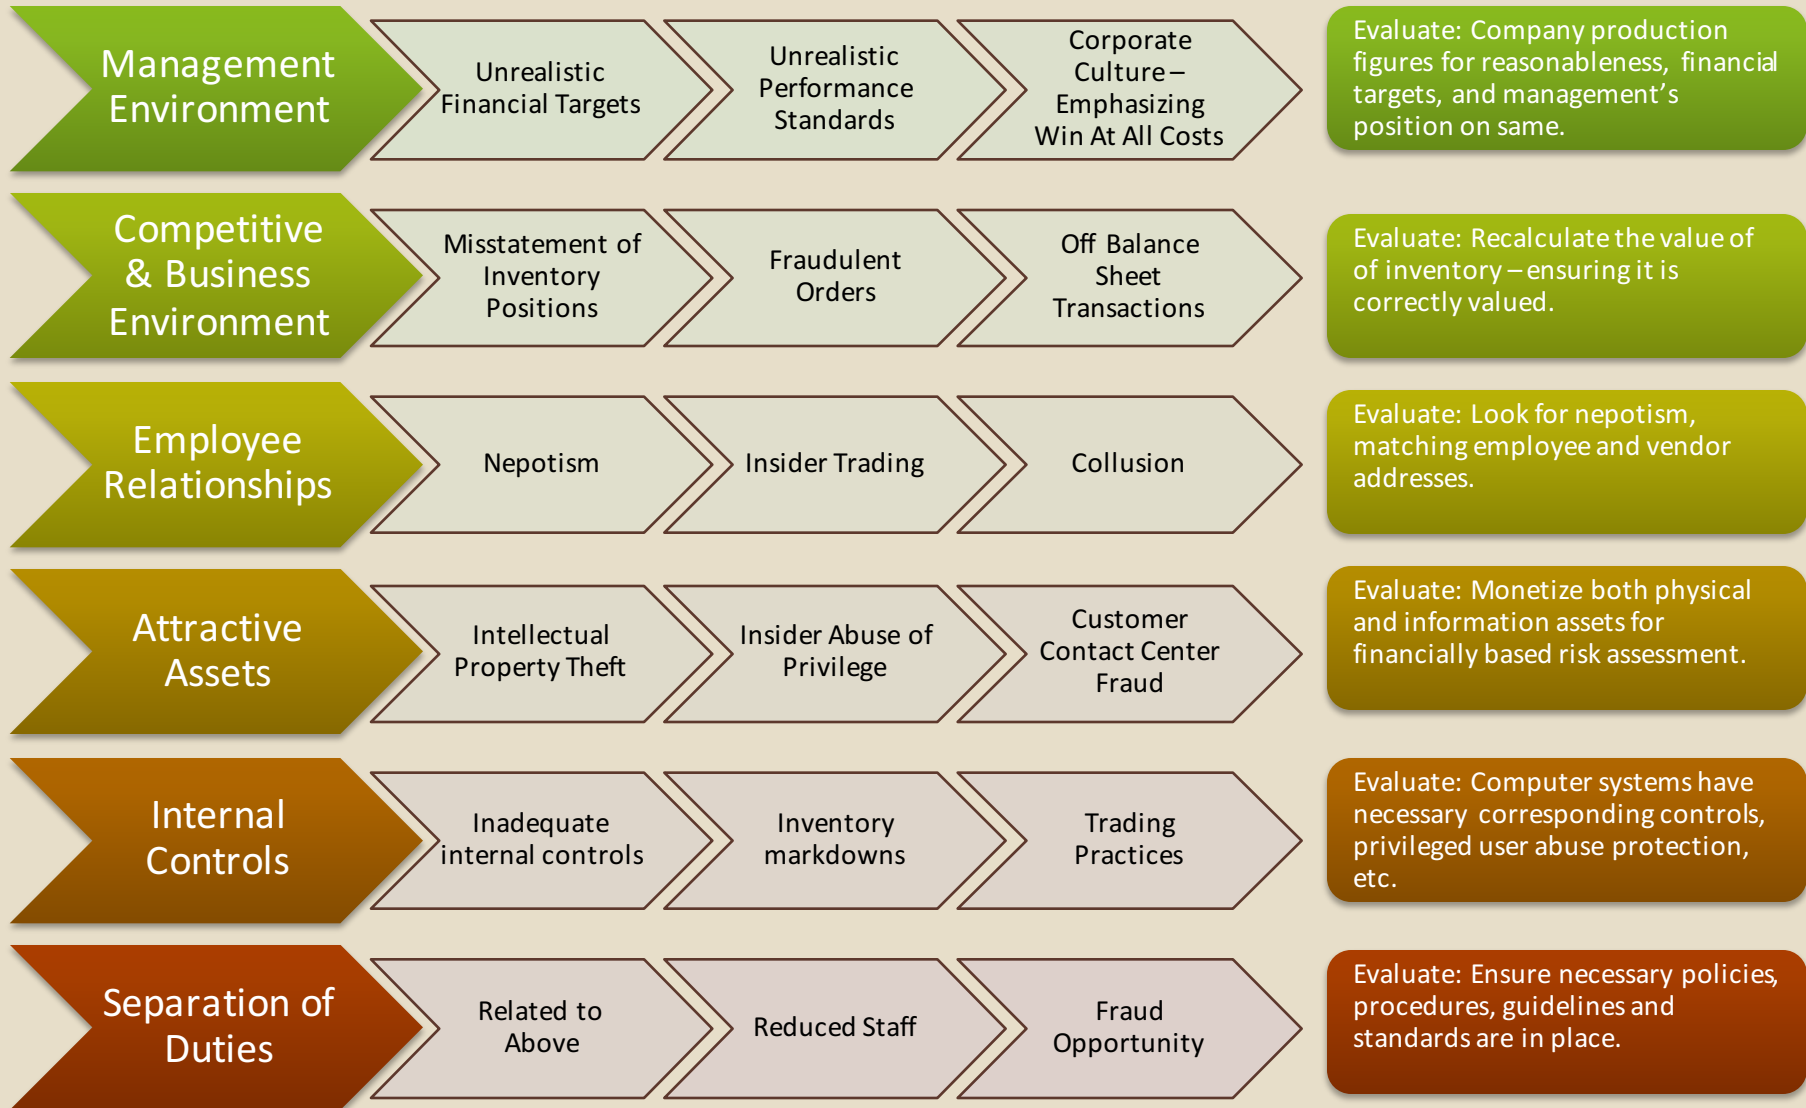 Management
Environment
Unrealistic
Financial Targets
Unrealistic
Performance
Standards
Corporate
Culture –
Emphasizing
Win At All Costs
Evaluate: Company production
figures for reasonableness, financial
targets, and management’s
position on same.
Competitive
& Business
Environment
Misstatement of
Inventory
Positions
Fraudulent
Orders
Off Balance
Sheet
Transactions
Evaluate: Recalculate the value of
of inventory – ensuring it is
correctly valued.
Employee
Relationships
Nepotism
Insider Trading
Collusion
Evaluate: Look for nepotism,
matching employee and vendor
addresses.
Attractive
Assets
Intellectual
Property Theft
Insider Abuse of
Privilege
Customer
Contact Center
Fraud
Evaluate: Monetize both physical
and information assets for
financially based risk assessment.
Internal
Controls
Inadequate
internal controls
Inventory
markdowns
Trading
Practices
Evaluate: Computer systems have
necessary corresponding controls,
privileged user abuse protection,
etc.
Separation of
Duties
Related to
Above
Reduced Staff
Fraud
Opportunity
Evaluate: Ensure necessary policies,
procedures, guidelines and
standards are in place.